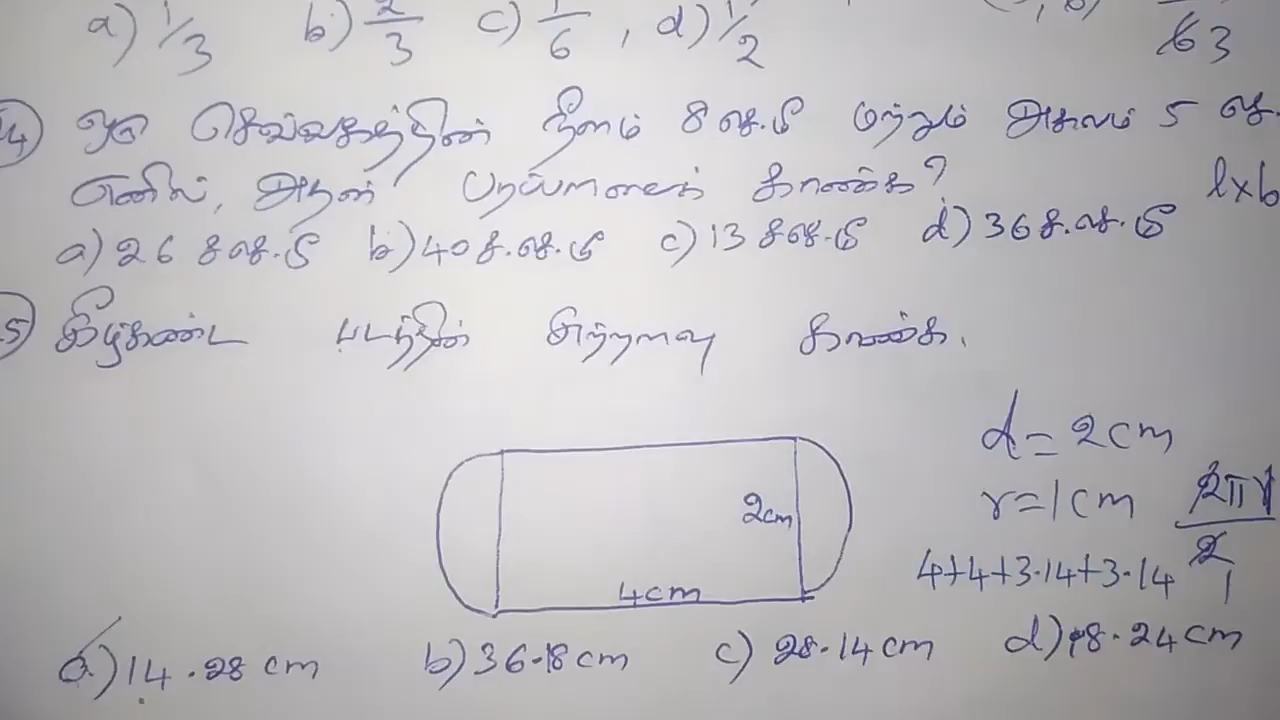 a) 1/3 b) 2/3 c) 1/6 , d) 1/2
63
4 ஒரு செவ்வகத்தின் நீளம் 8 செ.மீ மற்றும் அகலம் 5 செ.
எனில், அதன் பரப்பளவைக் காண்க?
l×b
a) 26 ச.செ.மீ b) 40 ச.செ.மீ c) 13 ச.செ.மீ d) 36 ச.செ.மீ
5) கீழ்கண்ட படத்தின் சுற்றளவு காண்க.
d = 2cm
2cm
r = 1cm 2πr/2
1
4+4+3.14+3.14
4cm
a) 14.28 cm b) 36.18 cm c) 28.14 cm d) 18.24 cm